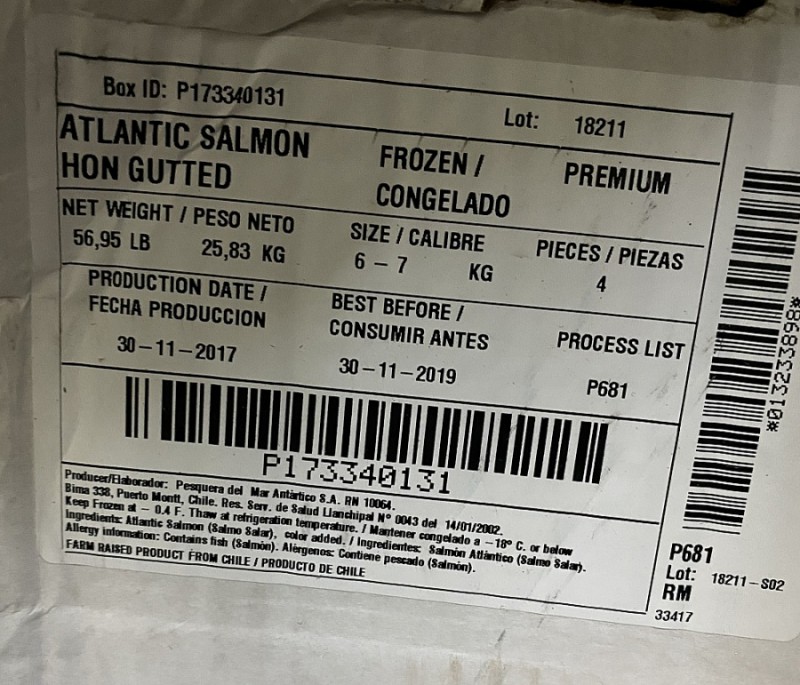 Box ID: P173340131
Lot: 18211
ATLANTIC SALMON
HON GUTTED
FROZEN /
CONGELADO
PREMIUM
NET WEIGHT / PESO NETO
56,95 LB 25,83 KG
SIZE / CALIBRE
6 – 7 KG
PIECES / PIEZAS
4
PRODUCTION DATE /
FECHA PRODUCCION
30–11–2017
BEST BEFORE /
CONSUMIR ANTES
30–11–2019
PROCESS LIST
P681
P173340131
Producer/Elaborador: Pesquera del Mar Antártico S.A. RN 10064.
Bima 338, Puerto Montt, Chile. Res. Serv. de Salud Llanchipal N° 0043 del 14/01/2002.
Keep Frozen at – 0.4 F. Thaw at refrigeration temperature. / Mantener congelado a –18° C. or below
Ingredients: Atlantic Salmon (Salmo Salar), color added. / Ingredientes: Salmón Atlántico (Salmo Salar).
Allergy information: Contains fish (Salmón). Alérgenos: Contiene pescado (Salmón).
FARM RAISED PRODUCT FROM CHILE / PRODUCTO DE CHILE
*013233898*
P681
Lot: 18211–S02
RM
33417